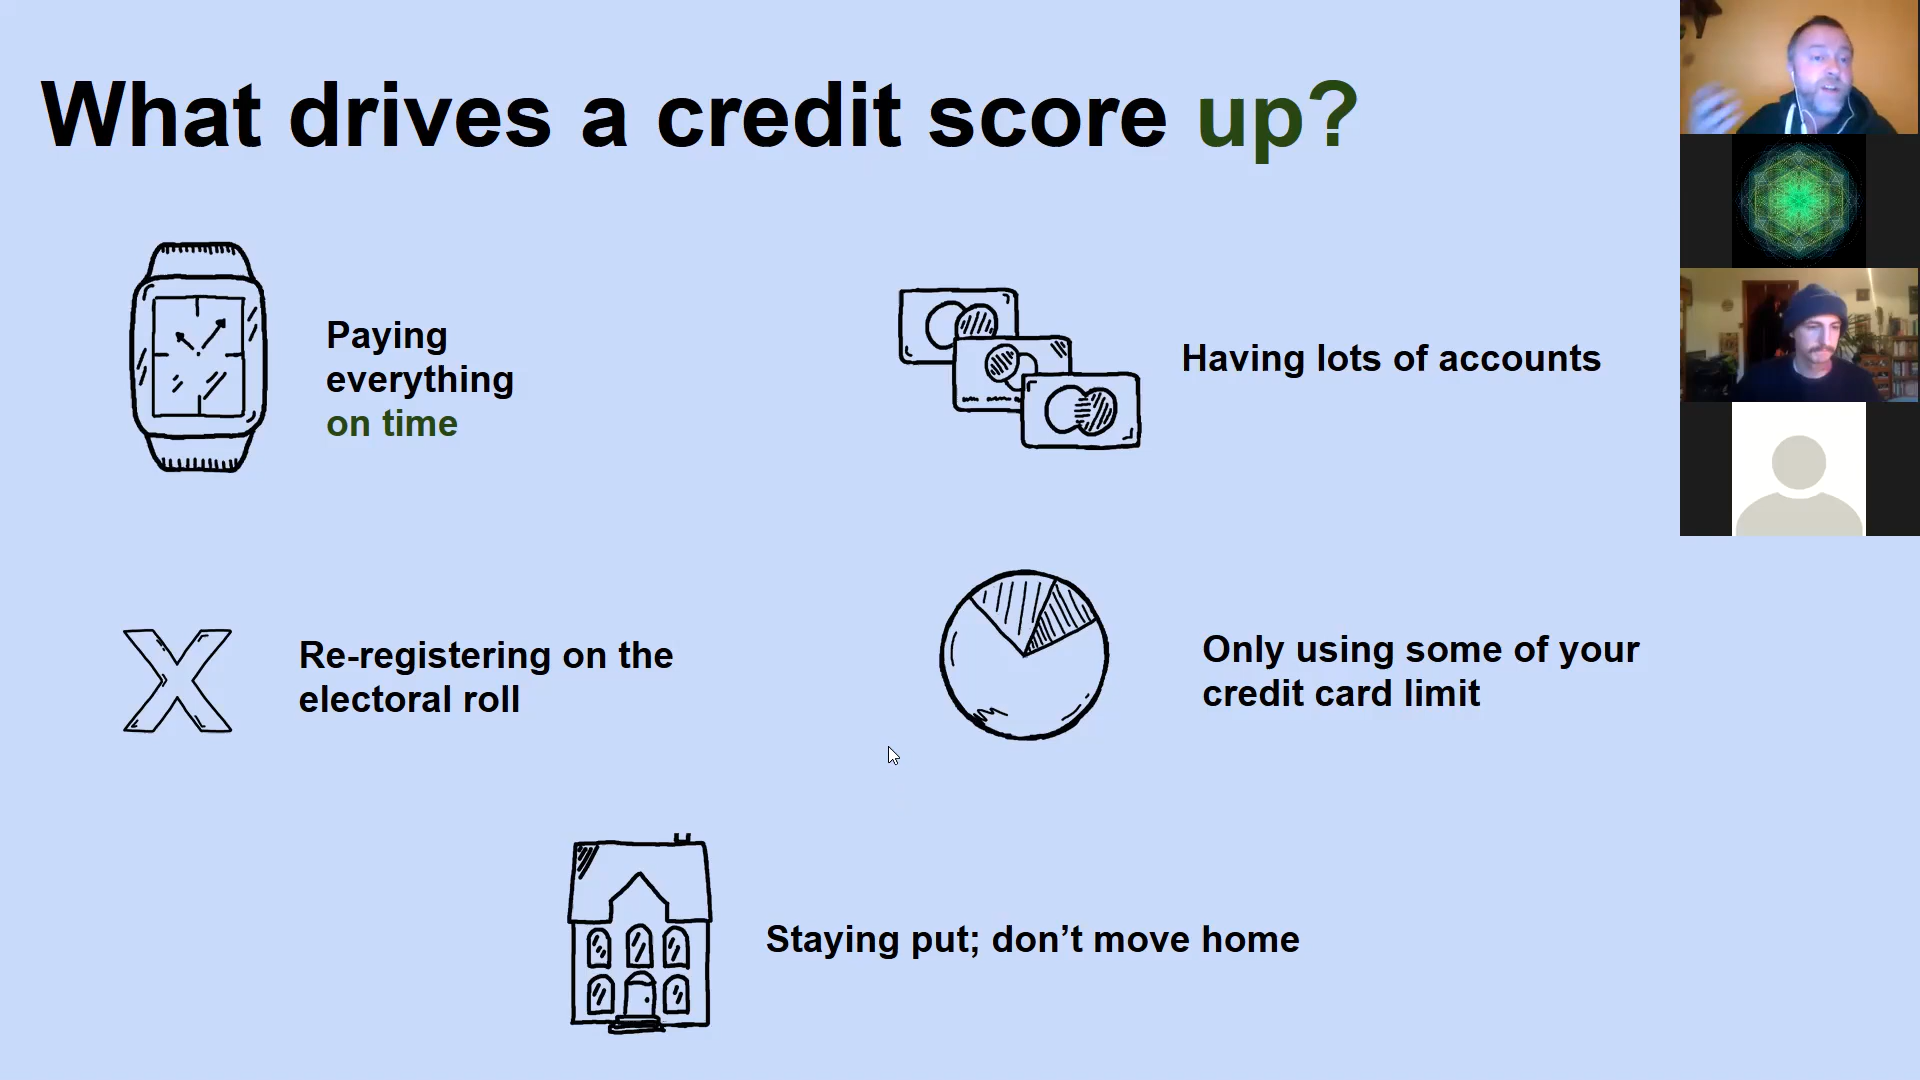 What drives a credit score up?
Paying
everything
on time
Having lots of accounts
Re-registering on the
electoral roll
Only using some of your
credit card limit
Staying put; don’t move home